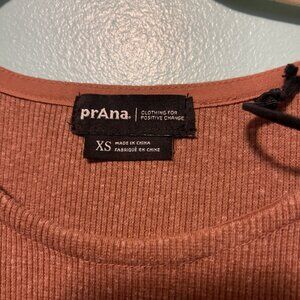 prAna
CLOTHING FOR
POSITIVE CHANGE
XS
MADE IN CHINA
FABRIQUÉ EN CHINE